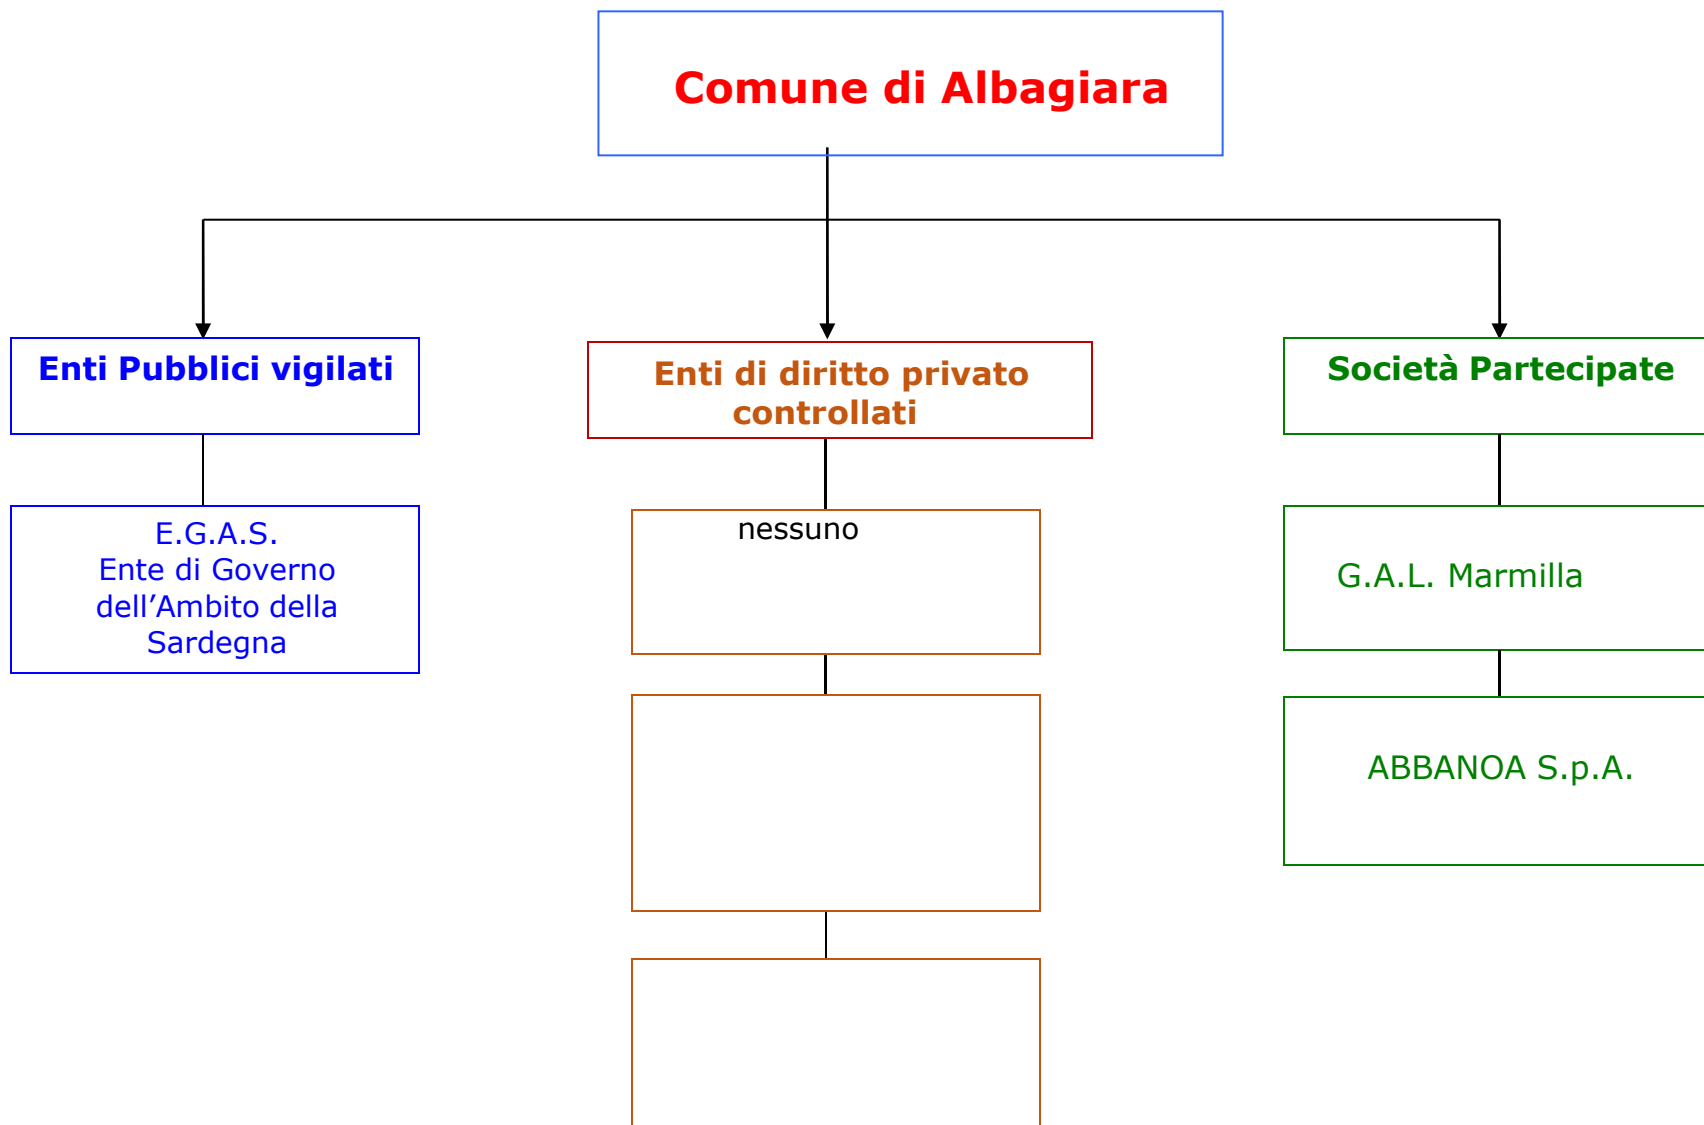 Comune di Albagiara
Enti Pubblici vigilati
Enti di diritto privato
controllati
Società Partecipate
E.G.A.S.
Ente di Governo
dell’Ambito della
Sardegna
nessuno
G.A.L. Marmilla
ABBANOA S.p.A.